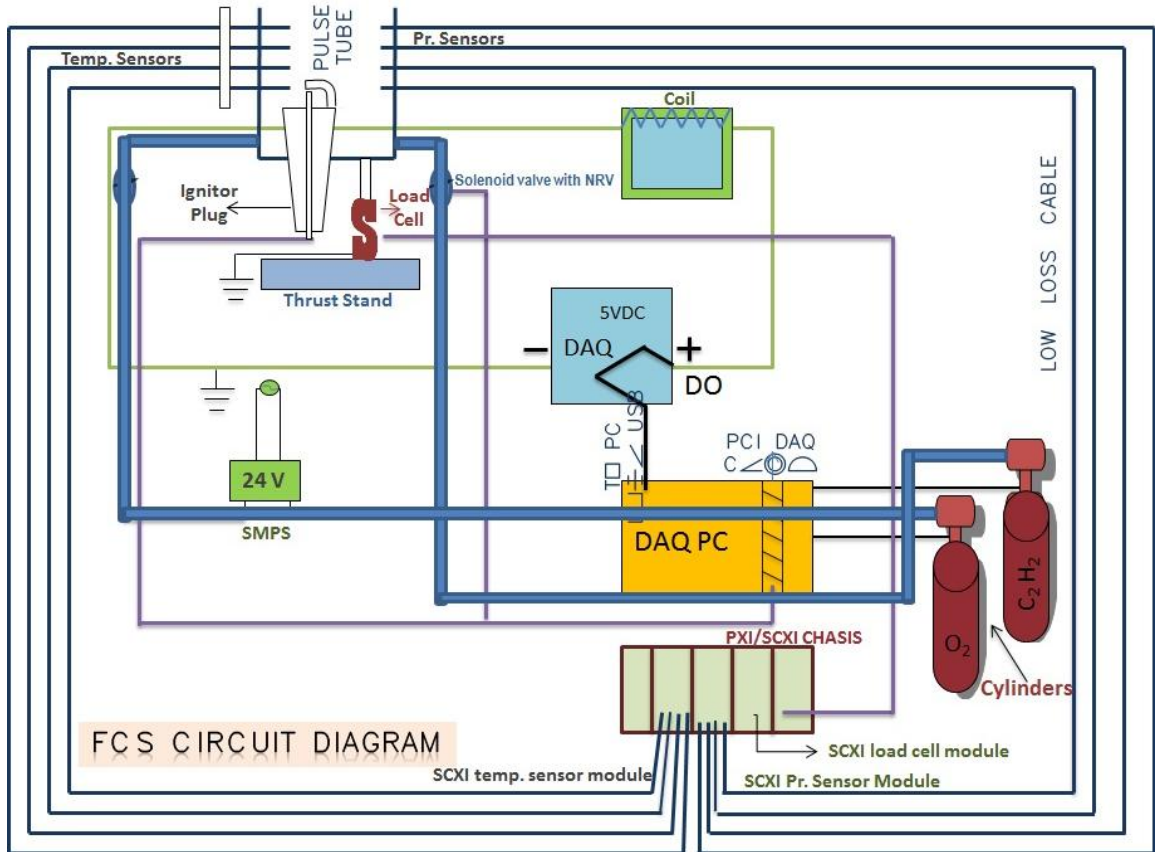 Pr. Sensors
Temp. Sensors
PULSE
TUBE
Coil
Ignitor
Plug
Load
Cell
Solenoid valve with NRV
Thrust Stand
LOW LOSS CABLE
5VDC
− DAQ +
DO
TO PC
USB
PCI DAQ
24 V
SMPS
DAQ PC
C₂H₂
O₂
Cylinders
PXI/SCXI CHASIS
FCS CIRCUIT DIAGRAM
SCXI load cell module
SCXI temp. sensor module
SCXI Pr. Sensor Module